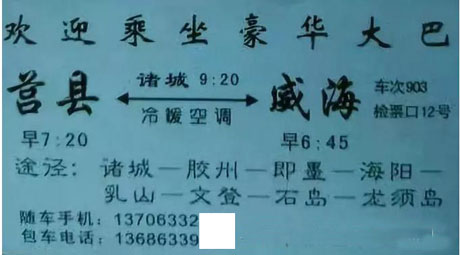 欢迎乘坐豪华大巴
诸城 9:20
莒县 威海 车次903
冷暖空调 检票口12号
早7:20 早6:45
途径：诸城—胶州—即墨—海阳—
乳山—文登—石岛—龙须岛
随车手机：13706332
包车电话：13686339